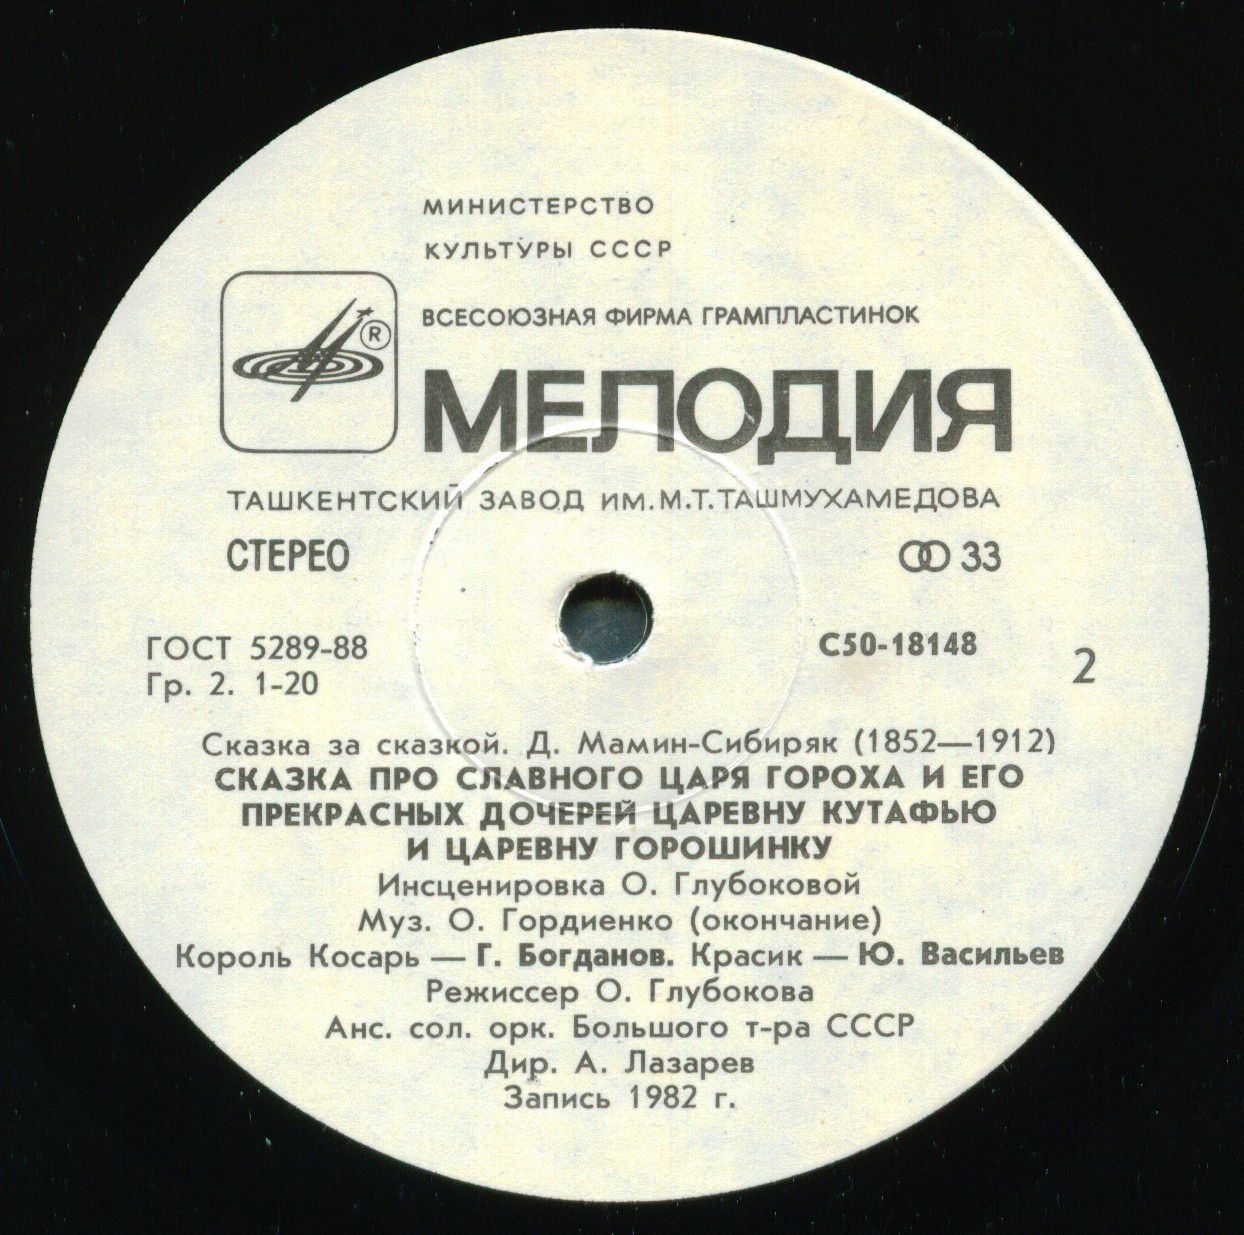 МИНИСТЕРСТВО
КУЛЬТУРЫ СССР
ВСЕСОЮЗНАЯ ФИРМА ГРАМПЛАСТИНОК
®
МЕЛОДИЯ
ТАШКЕНТСКИЙ ЗАВОД ИМ.М.Т.ТАШМУХАМЕДОВА
СТЕРЕО 33
ГОСТ 5289-88 С50-18148
Гр. 2. 1-20 2
Сказка за сказкой. Д. Мамин-Сибиряк (1852—1912)
СКАЗКА ПРО СЛАВНОГО ЦАРЯ ГОРОХА И ЕГО
ПРЕКРАСНЫХ ДОЧЕРЕЙ ЦАРЕВНУ КУТАФЬЮ
И ЦАРЕВНУ ГОРОШИНКУ
Инсценировка О. Глубоковой
Муз. О. Гордиенко (окончание)
Король Косарь — Г. Богданов. Красик — Ю. Васильев
Режиссер О. Глубокова
Анс. сол. орк. Большого т-ра СССР
Дир. А. Лазарев
Запись 1982 г.